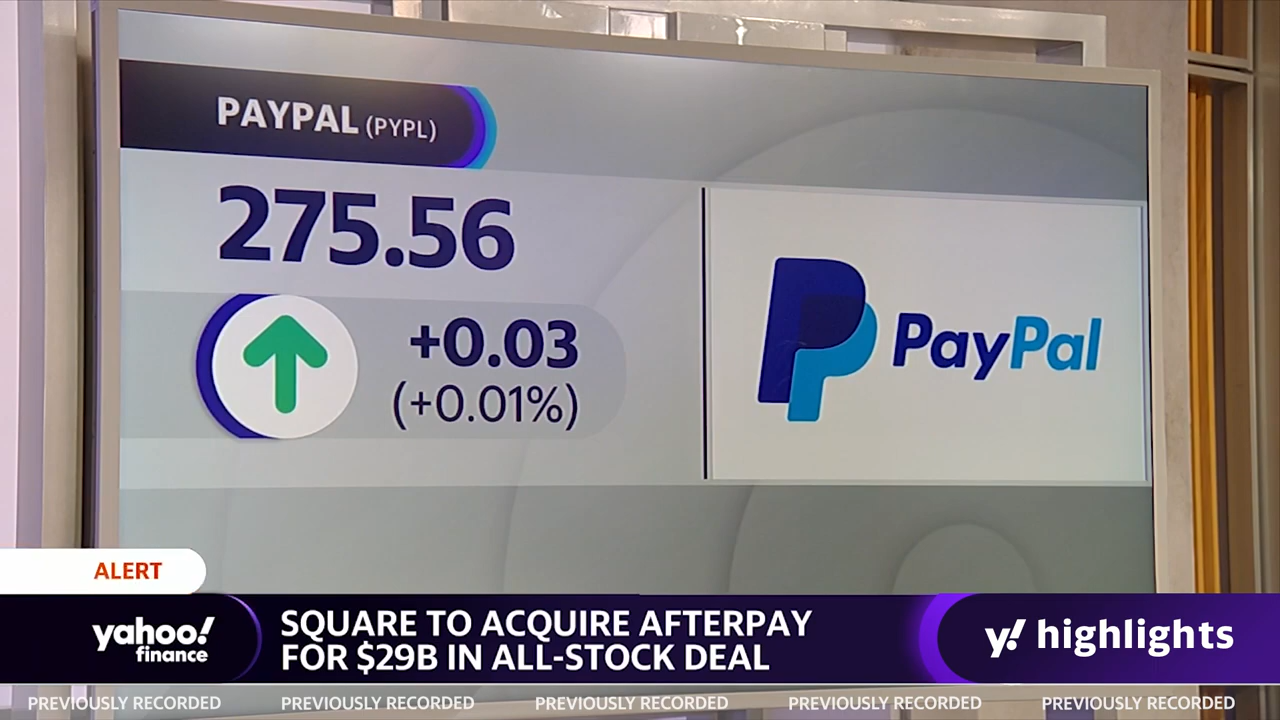 PAYPAL (PYPL)
275.56
+0.03
(+0.01%)
PayPal
ALERT
yahoo!
finance
SQUARE TO ACQUIRE AFTERPAY
FOR $29B IN ALL-STOCK DEAL
y! highlights
PREVIOUSLY RECORDED PREVIOUSLY RECORDED PREVIOUSLY RECORDED PREVIOUSLY RECORDED PREVIOUSLY RECORDED